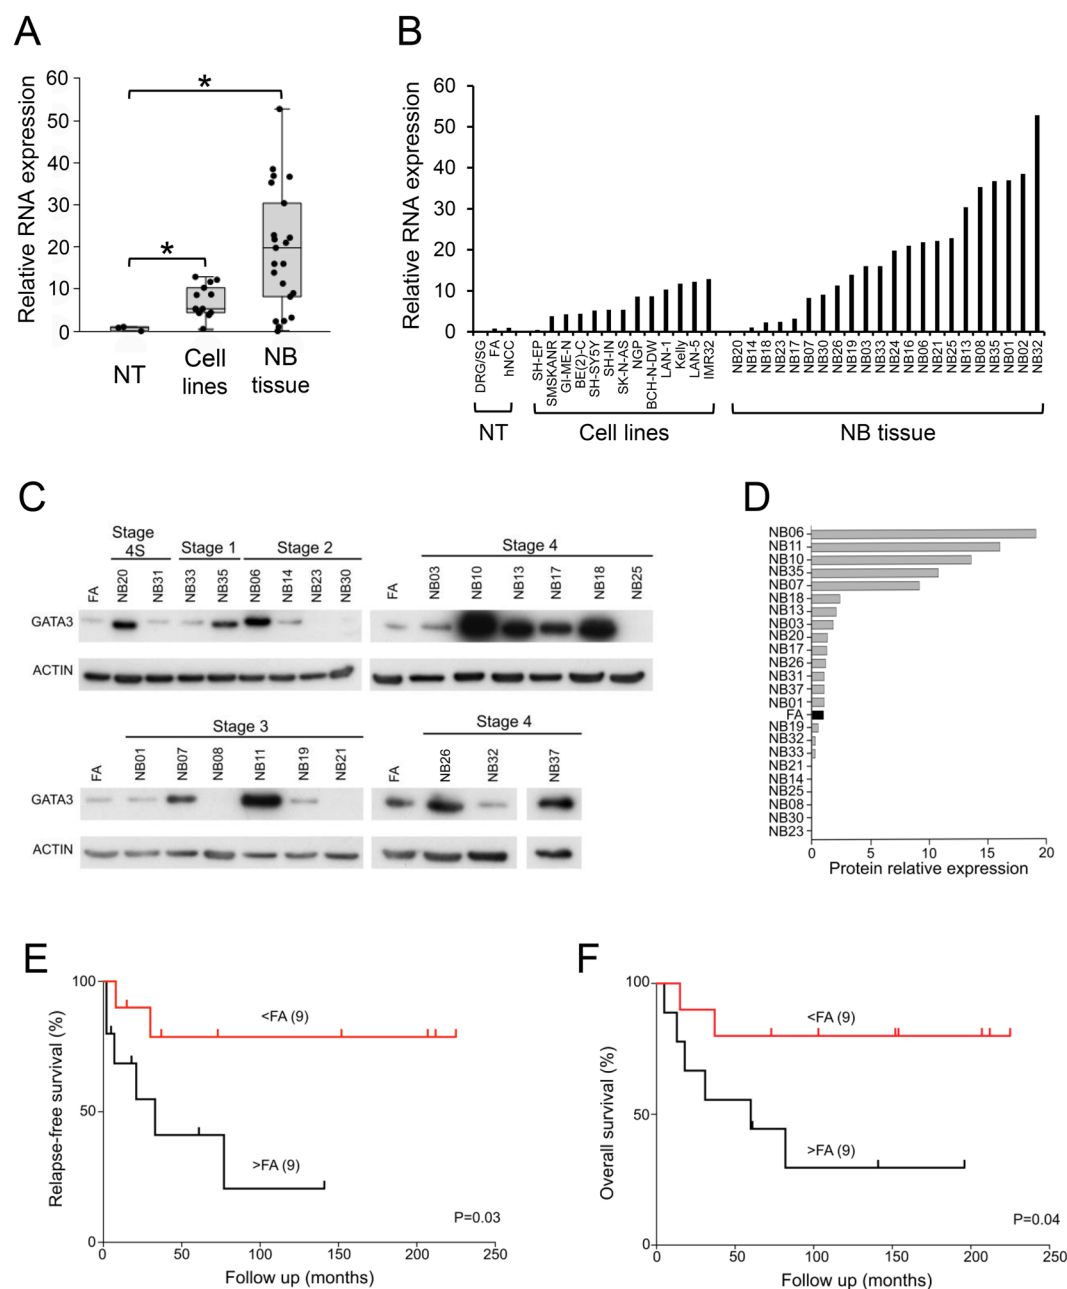 A
Relative RNA expression
60
50
40
30
20
10
0
*
*
NT
Cell
lines
NB
tissue
B
Relative RNA expression
60
50
40
30
20
10
0
DRG/SG
FA
hNCC
SH-EP
SMSKANR
GI-ME-N
BE(2)-C
SH-SY5Y
SH-IN
SK-N-AS
NGP
BCH-N-DW
LAN-1
Kelly
LAN-5
IMR32
NB20
NB14
NB18
NB23
NB17
NB07
NB30
NB26
NB19
NB03
NB33
NB24
NB16
NB06
NB21
NB25
NB13
NB08
NB35
NB01
NB02
NB32
NT
Cell lines
NB tissue
C
Stage
4S
Stage 1
Stage 2
FA
NB20
NB31
NB33
NB35
NB06
NB14
NB23
NB30
GATA3
ACTIN
Stage 4
FA
NB03
NB10
NB13
NB17
NB18
NB25
Stage 3
FA
NB01
NB07
NB08
NB11
NB19
NB21
GATA3
ACTIN
Stage 4
FA
NB26
NB32
NB37
D
NB06
NB11
NB10
NB35
NB07
NB18
NB13
NB03
NB20
NB17
NB26
NB31
NB37
NB01
FA
NB19
NB32
NB33
NB21
NB14
NB25
NB08
NB30
NB23
0 5 10 15 20
Protein relative expression
E
Relapse-free survival (%)
100
50
0
<FA (9)
>FA (9)
P=0.03
0 50 100 150 200 250
Follow up (months)
F
Overall survival (%)
100
50
0
<FA (9)
>FA (9)
P=0.04
0 50 100 150 200 250
Follow up (months)